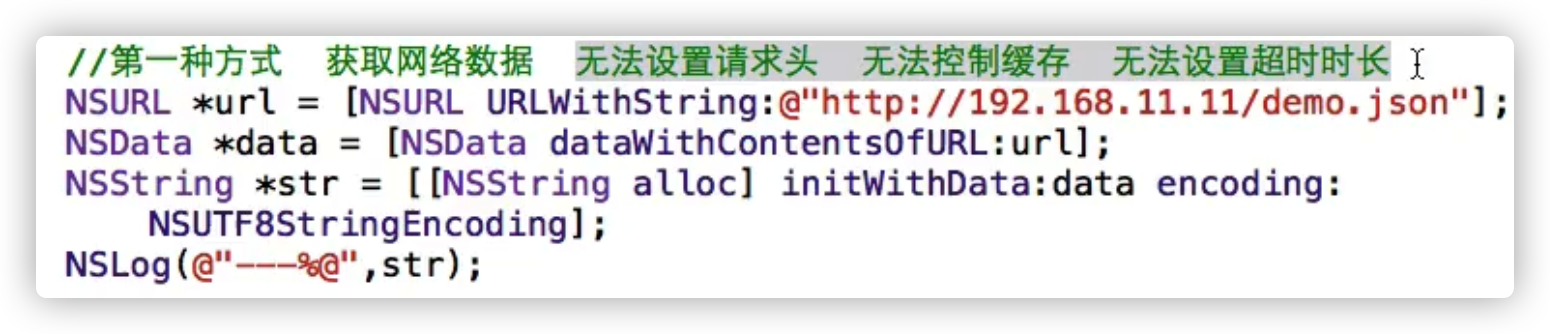 //第一种方式  获取网络数据  无法设置请求头  无法控制缓存  无法设置超时时长
NSURL *url = [NSURL URLWithString:@"http://192.168.11.11/demo.json"];
NSData *data = [NSData dataWithContentsOfURL:url];
NSString *str = [[NSString alloc] initWithData:data encoding:
NSUTF8StringEncoding];
NSLog(@"---%@",str);